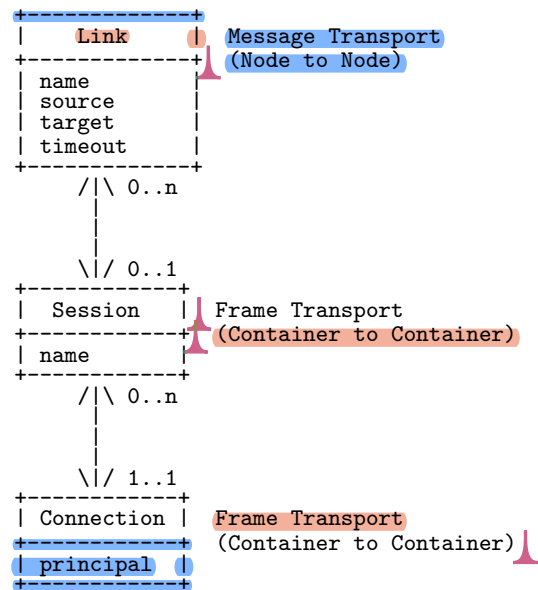 +--------------+
|    Link      |  Message Transport
+--------------+  (Node to Node)
| name         |
| source       |
| target       |
| timeout      |
+--------------+
     /|\ 0..n
      |
      |
      |
     \|/ 0..1
+-------------+
|  Session    |  Frame Transport
+-------------+  (Container to Container)
| name        |
+-------------+
     /|\ 0..n
      |
      |
      |
     \|/ 1..1
+-------------+
| Connection  |  Frame Transport
+-------------+  (Container to Container)
| principal   |
+-------------+